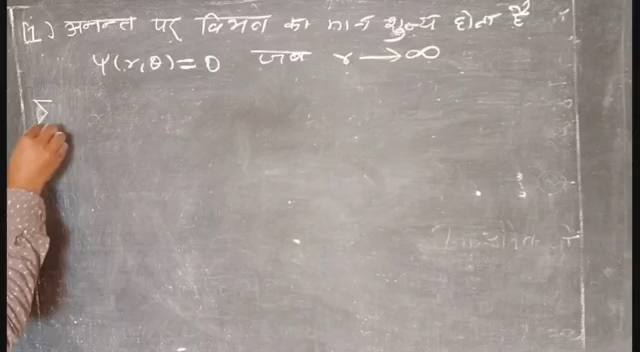 (1) अनन्त पर विभव का मान शून्य होता है
Ψ(r,θ)=0 जब r→∞